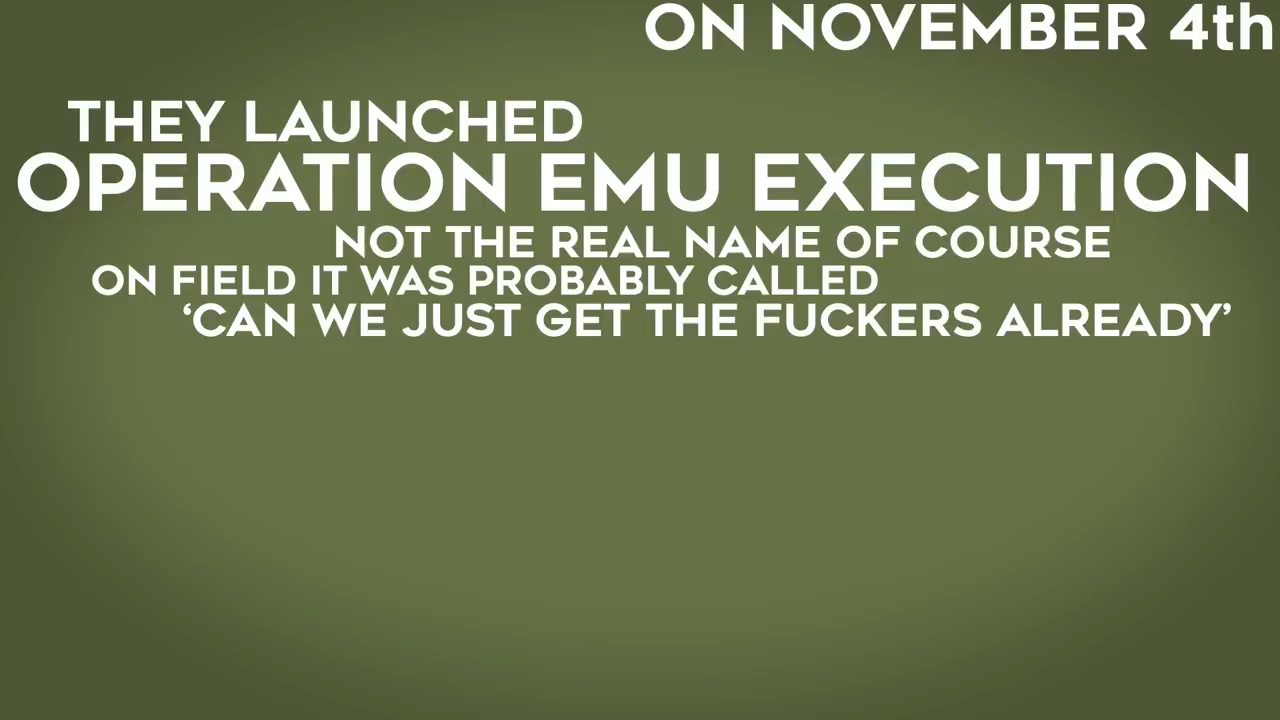 ON NOVEMBER 4th
THEY LAUNCHED
OPERATION EMU EXECUTION
NOT THE REAL NAME OF COURSE
ON FIELD IT WAS PROBABLY CALLED
‘CAN WE JUST GET THE FUCKERS ALREADY’